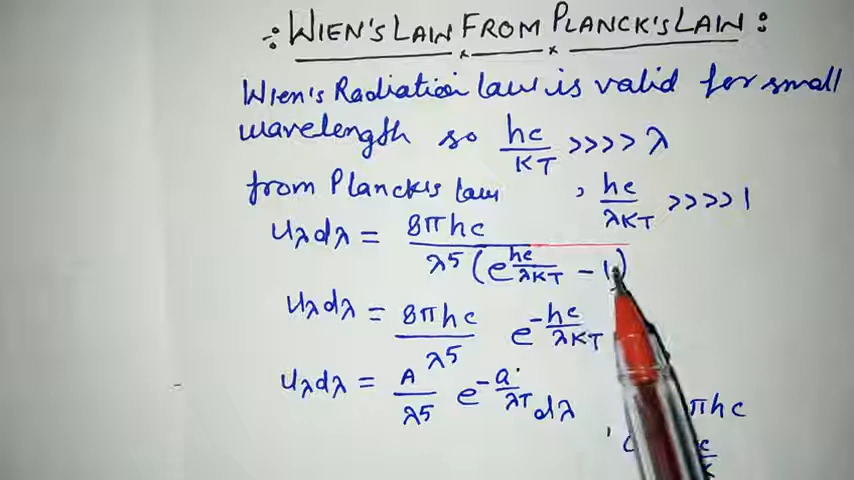 ÷ WIEN'S LAW FROM PLANCK'S LAW :
Wien's Radiation law is valid for small
wavelength so hc/KT >>>> λ
from Planck's law , hc/λKT >>>> 1
uλdλ = 8πhc / λ⁵ (e^(hc/λKT) - 1)
uλdλ = 8πhc/λ⁵ e^(-hc/λKT)
uλdλ = A/λ⁵ e^(-a/λT) dλ
πhc